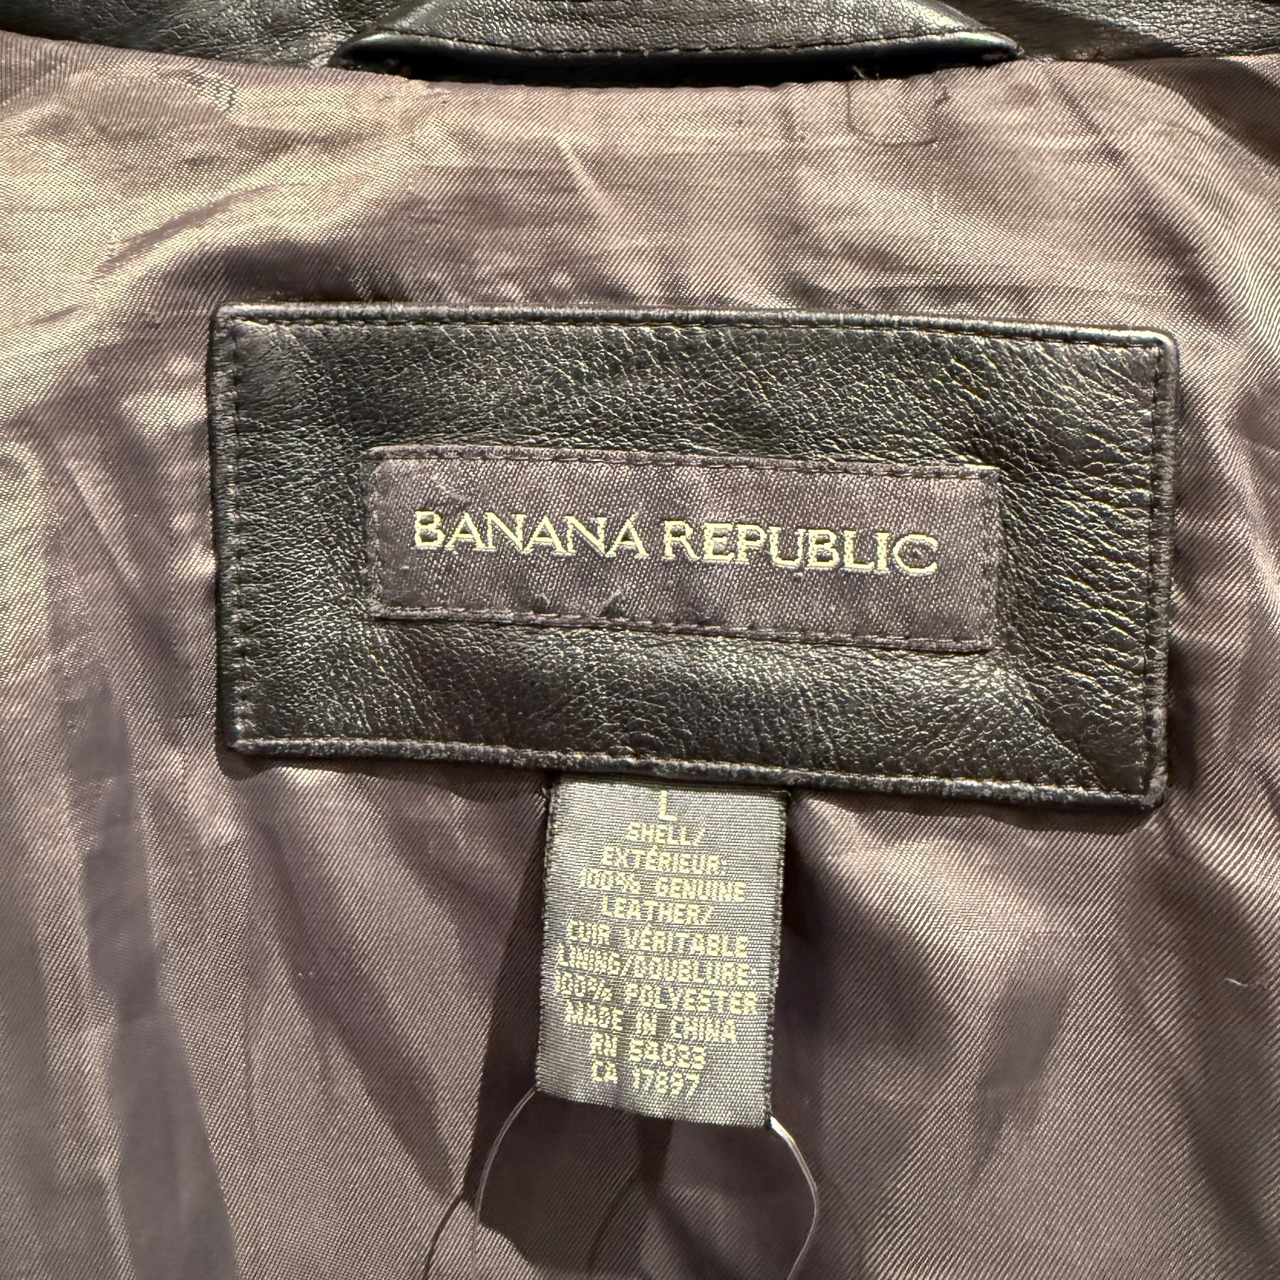 BANANA REPUBLIC
L
SHELL/
EXTÉRIEUR:
100% GENUINE
LEATHER/
CUIR VÉRITABLE
LINING/DOUBLURE:
100% POLYESTER
MADE IN CHINA
RN 54023
CA 17897